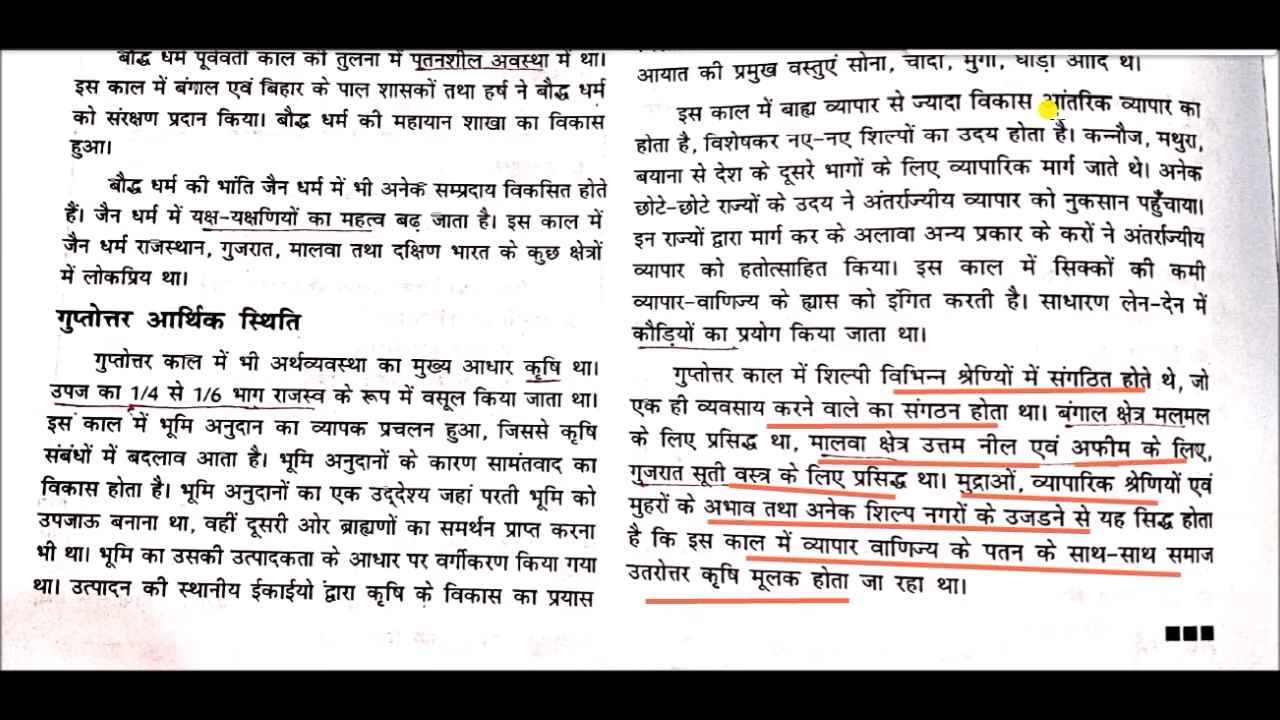 बौद्ध धर्म पूर्ववर्ती काल की तुलना में पतनशील अवस्था में था।
इस काल में बंगाल एवं बिहार के पाल शासकों तथा हर्ष ने बौद्ध धर्म
को संरक्षण प्रदान किया। बौद्ध धर्म की महायान शाखा का विकास
हुआ।
बौद्ध धर्म की भांति जैन धर्म में भी अनेक सम्प्रदाय विकसित होते
हैं। जैन धर्म में यक्ष-यक्षणियों का महत्व बढ़ जाता है। इस काल में
जैन धर्म राजस्थान, गुजरात, मालवा तथा दक्षिण भारत के कुछ क्षेत्रों
में लोकप्रिय था।
गुप्तोत्तर आर्थिक स्थिति
गुप्तोत्तर काल में भी अर्थव्यवस्था का मुख्य आधार कृषि था।
उपज का 1/4 से 1/6 भाग राजस्व के रूप में वसूल किया जाता था।
इस काल में भूमि अनुदान का व्यापक प्रचलन हुआ, जिससे कृषि
संबंधों में बदलाव आता है। भूमि अनुदानों के कारण सामंतवाद का
विकास होता है। भूमि अनुदानों का एक उद्देश्य जहां परती भूमि को
उपजाऊ बनाना था, वहीं दूसरी ओर ब्राह्यणों का समर्थन प्राप्त करना
भी था। भूमि का उसकी उत्पादकता के आधार पर वर्गीकरण किया गया
था। उत्पादन की स्थानीय ईकाईयो द्वारा कृषि के विकास का प्रयास
आयात की प्रमुख वस्तुएं सोना, चांदी, मुंगा, घोड़ा आदि थे।
इस काल में बाह्य व्यापार से ज्यादा विकास आंतरिक व्यापार का
होता है, विशेषकर नए-नए शिल्पों का उदय होता है। कन्नौज, मथुरा,
बयाना से देश के दूसरे भागों के लिए व्यापारिक मार्ग जाते थे। अनेक
छोटे-छोटे राज्यों के उदय ने अंतर्राज्यीय व्यापार को नुकसान पहुँचाया।
इन राज्यों द्वारा मार्ग कर के अलावा अन्य प्रकार के करों ने अंतर्राज्यीय
व्यापार को हतोत्साहित किया। इस काल में सिक्कों की कमी
व्यापार-वाणिज्य के ह्यास को इंगित करती है। साधारण लेन-देन में
कौड़ियों का प्रयोग किया जाता था।
गुप्तोत्तर काल में शिल्पी विभिन्न श्रेणियों में संगठित होते थे, जो
एक ही व्यवसाय करने वाले का संगठन होता था। बंगाल क्षेत्र मलमल
के लिए प्रसिद्ध था, मालवा क्षेत्र उत्तम नील एवं अफीम के लिए,
गुजरात सूती वस्त्र के लिए प्रसिद्ध था। मुद्राओं, व्यापारिक श्रेणियों एवं
मुहरों के अभाव तथा अनेक शिल्प नगरों के उजडने से यह सिद्ध होता
है कि इस काल में व्यापार वाणिज्य के पतन के साथ-साथ समाज
उतरोत्तर कृषि मूलक होता जा रहा था।